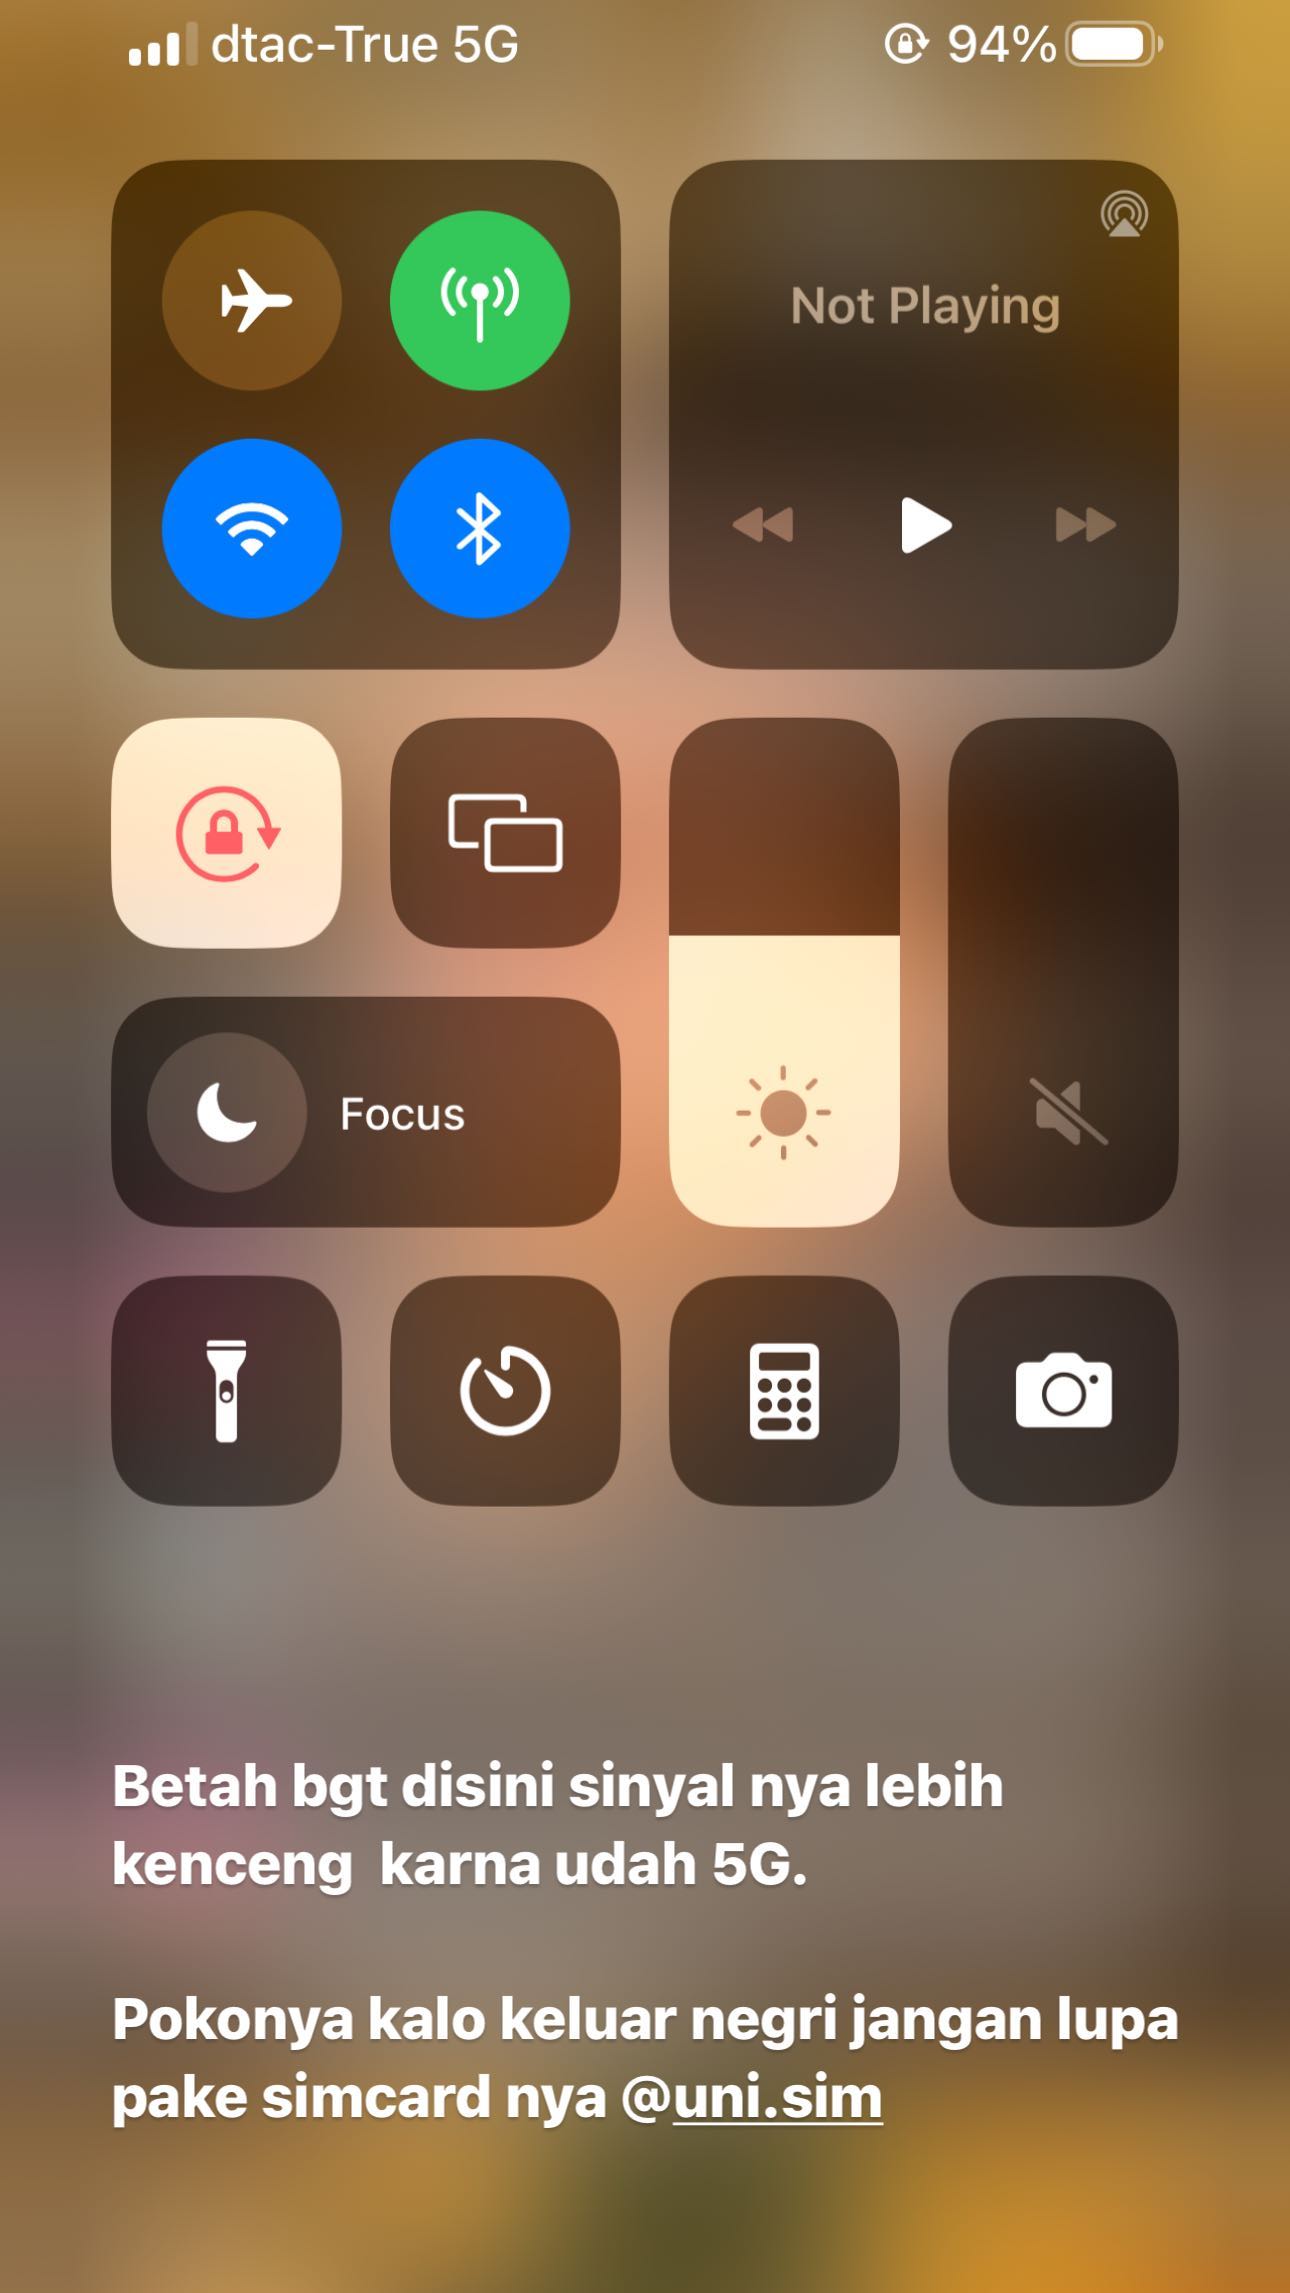 dtac-True 5G
94%
Not Playing
Focus
Betah bgt disini sinyal nya lebih
kenceng  karna udah 5G.
Pokonya kalo keluar negri jangan lupa
pake simcard nya @uni.sim